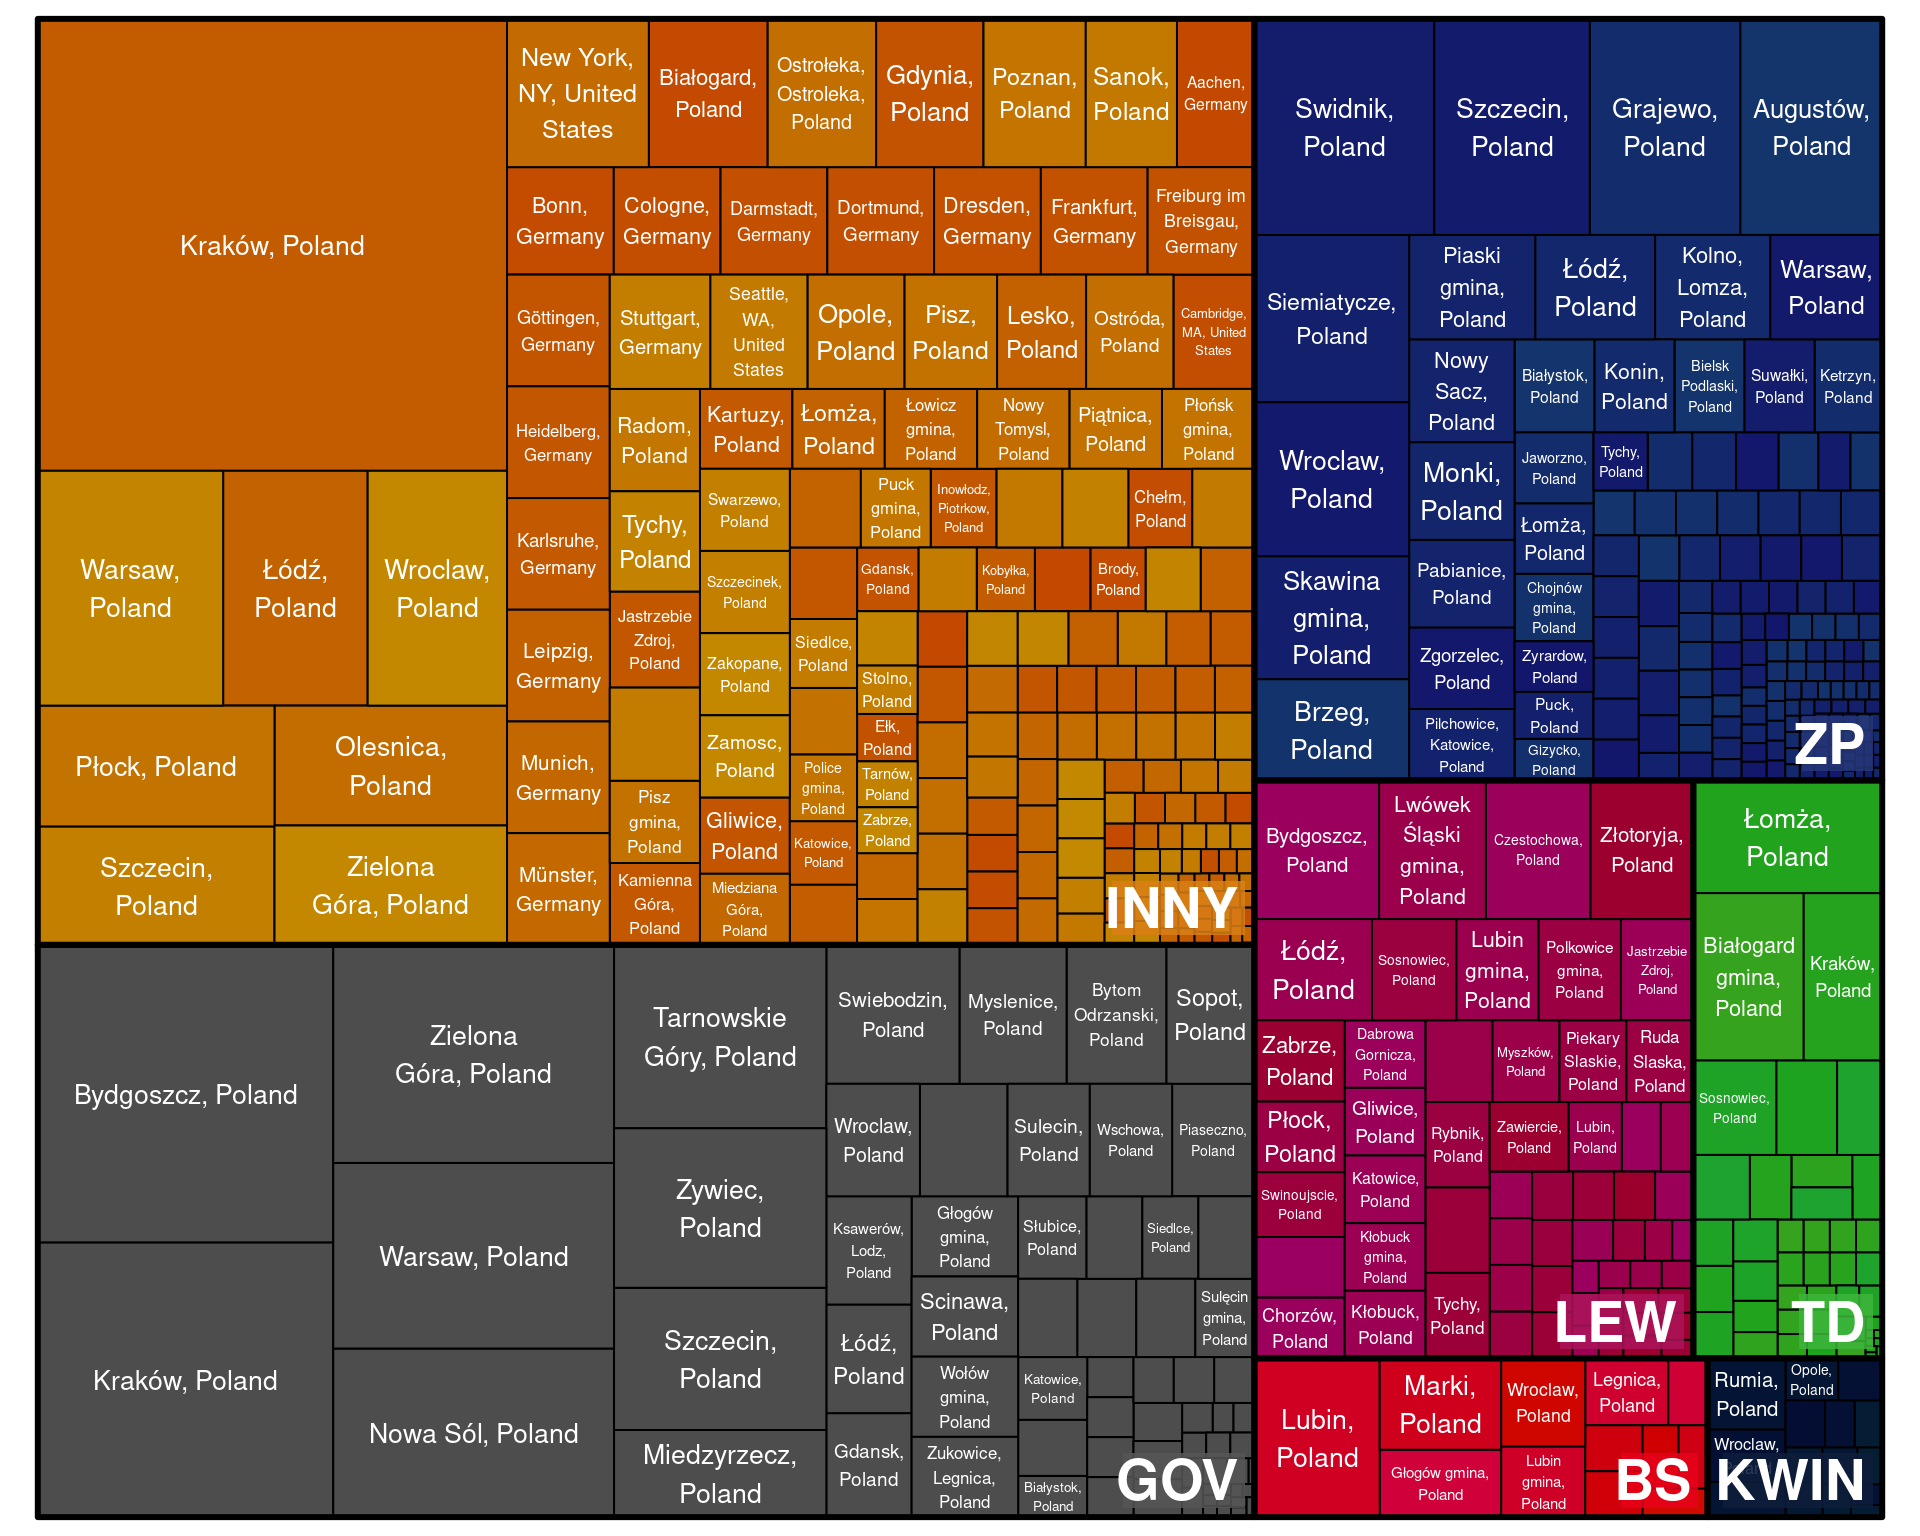 Kraków, Poland
Warsaw,
Poland
Łódź,
Poland
Wroclaw,
Poland
Płock, Poland
Olesnica,
Poland
Szczecin,
Poland
Zielona
Góra, Poland
New York,
NY, United
States
Białogard,
Poland
Ostrołeka,
Ostroleka,
Poland
Gdynia,
Poland
Poznan,
Poland
Sanok,
Poland
Aachen,
Germany
Bonn,
Germany
Cologne,
Germany
Darmstadt,
Germany
Dortmund,
Germany
Dresden,
Germany
Frankfurt,
Germany
Freiburg im
Breisgau,
Germany
Göttingen,
Germany
Heidelberg,
Germany
Karlsruhe,
Germany
Leipzig,
Germany
Munich,
Germany
Münster,
Germany
Stuttgart,
Germany
Seattle,
WA,
United
States
Opole,
Poland
Pisz,
Poland
Lesko,
Poland
Ostróda,
Poland
Cambridge,
MA, United
States
Radom,
Poland
Tychy,
Poland
Jastrzebie
Zdroj,
Poland
Pisz
gmina,
Poland
Kamienna
Góra,
Poland
Kartuzy,
Poland
Łomża,
Poland
Łowicz
gmina,
Poland
Nowy
Tomysl,
Poland
Piątnica,
Poland
Płońsk
gmina,
Poland
Swarzewo,
Poland
Szczecinek,
Poland
Zakopane,
Poland
Zamosc,
Poland
Gliwice,
Poland
Miedziana
Góra,
Poland
Puck
gmina,
Poland
Inowłodz,
Piotrkow,
Poland
Chełm,
Poland
Gdansk,
Poland
Kobyłka,
Poland
Brody,
Poland
Siedlce,
Poland
Police
gmina,
Poland
Katowice,
Poland
Stolno,
Poland
Ełk,
Poland
Tarnów,
Poland
Zabrze,
Poland
INNY
Bydgoszcz, Poland
Kraków, Poland
Zielona
Góra, Poland
Warsaw, Poland
Nowa Sól, Poland
Tarnowskie
Góry, Poland
Zywiec,
Poland
Szczecin,
Poland
Miedzyrzecz,
Poland
Swiebodzin,
Poland
Myslenice,
Poland
Bytom
Odrzanski,
Poland
Sopot,
Poland
Wroclaw,
Poland
Sulecin,
Poland
Wschowa,
Poland
Piaseczno,
Poland
Ksawerów,
Lodz,
Poland
Łódź,
Poland
Gdansk,
Poland
Głogów
gmina,
Poland
Scinawa,
Poland
Wołów
gmina,
Poland
Zukowice,
Legnica,
Poland
Słubice,
Poland
Siedlce,
Poland
Sulęcin
gmina,
Poland
Katowice,
Poland
Białystok,
Poland
GOV
Swidnik,
Poland
Szczecin,
Poland
Grajewo,
Poland
Augustów,
Poland
Siemiatycze,
Poland
Wroclaw,
Poland
Skawina
gmina,
Poland
Brzeg,
Poland
Piaski
gmina,
Poland
Łódź,
Poland
Kolno,
Lomza,
Poland
Warsaw,
Poland
Nowy
Sacz,
Poland
Monki,
Poland
Pabianice,
Poland
Zgorzelec,
Poland
Pilchowice,
Katowice,
Poland
Białystok,
Poland
Konin,
Poland
Bielsk
Podlaski,
Poland
Suwałki,
Poland
Ketrzyn,
Poland
Jaworzno,
Poland
Tychy,
Poland
Łomża,
Poland
Chojnów
gmina,
Poland
Zyrardow,
Poland
Puck,
Poland
Gizycko,
Poland
ZP
Bydgoszcz,
Poland
Lwówek
Śląski
gmina,
Poland
Czestochowa,
Poland
Złotoryja,
Poland
Łódź,
Poland
Sosnowiec,
Poland
Lubin
gmina,
Poland
Polkowice
gmina,
Poland
Jastrzebie
Zdroj,
Poland
Zabrze,
Poland
Płock,
Poland
Swinoujscie,
Poland
Chorzów,
Poland
Dabrowa
Gornicza,
Poland
Gliwice,
Poland
Katowice,
Poland
Kłobuck
gmina,
Poland
Kłobuck,
Poland
Myszków,
Poland
Piekary
Slaskie,
Poland
Ruda
Slaska,
Poland
Rybnik,
Poland
Zawiercie,
Poland
Lubin,
Poland
Tychy,
Poland
LEW
Łomża,
Poland
Białogard
gmina,
Poland
Kraków,
Poland
Sosnowiec,
Poland
TD
Lubin,
Poland
Marki,
Poland
Głogów gmina,
Poland
Wroclaw,
Poland
Lubin
gmina,
Poland
Legnica,
Poland
BS
Rumia,
Poland
Opole,
Poland
Wroclaw,
KWIN